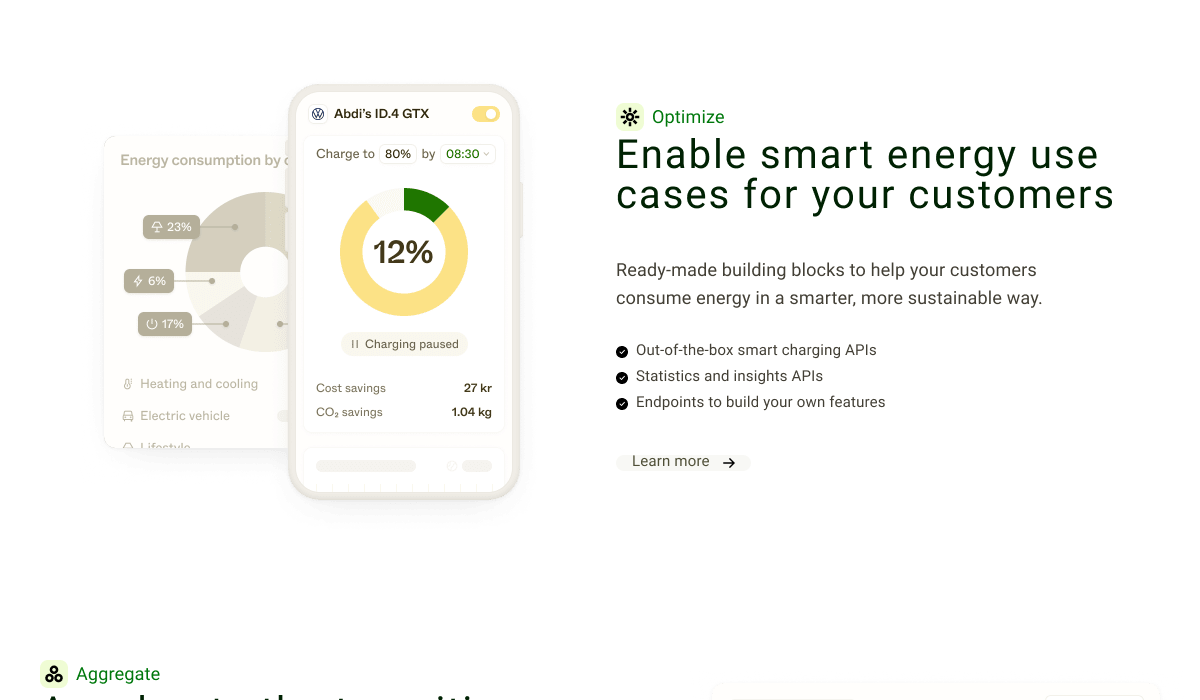 Optimize
Enable smart energy use
cases for your customers
Ready-made building blocks to help your customers
consume energy in a smarter, more sustainable way.
Out-of-the-box smart charging APIs
Statistics and insights APIs
Endpoints to build your own features
Learn more
Energy consumption by
23%
6%
17%
Heating and cooling
Electric vehicle
Lifestyle
Abdi's ID.4 GTX
Charge to 80% by 08:30
12%
Charging paused
Cost savings 27 kr
CO₂ savings 1.04 kg
Aggregate